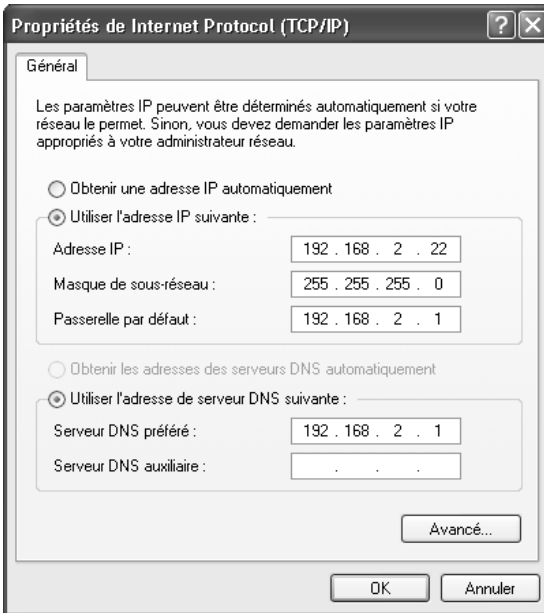 Propriétés de Internet Protocol (TCP/IP)
Général
Les paramètres IP peuvent être déterminés automatiquement si votre
réseau le permet. Sinon, vous devez demander les paramètres IP
appropriés à votre administrateur réseau.
Obtenir une adresse IP automatiquement
Utiliser l'adresse IP suivante :
Adresse IP : 192 . 168 . 2 . 22
Masque de sous-réseau : 255 . 255 . 255 . 0
Passerelle par défaut : 192 . 168 . 2 . 1
Obtenir les adresses des serveurs DNS automatiquement
Utiliser l'adresse de serveur DNS suivante :
Serveur DNS préféré : 192 . 168 . 2 . 1
Serveur DNS auxiliaire : . . .
Avancé...
OK Annuler